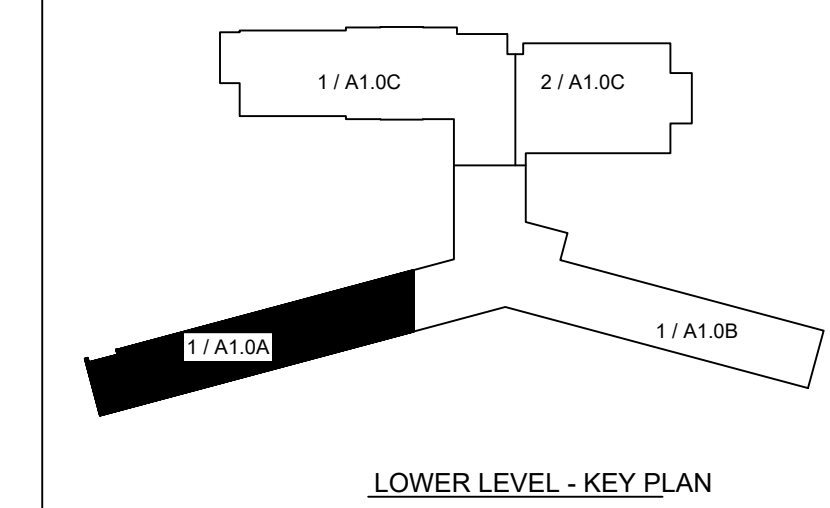 1 / A1.0C
2 / A1.0C
1 / A1.0A
1 / A1.0B
LOWER LEVEL - KEY PLAN